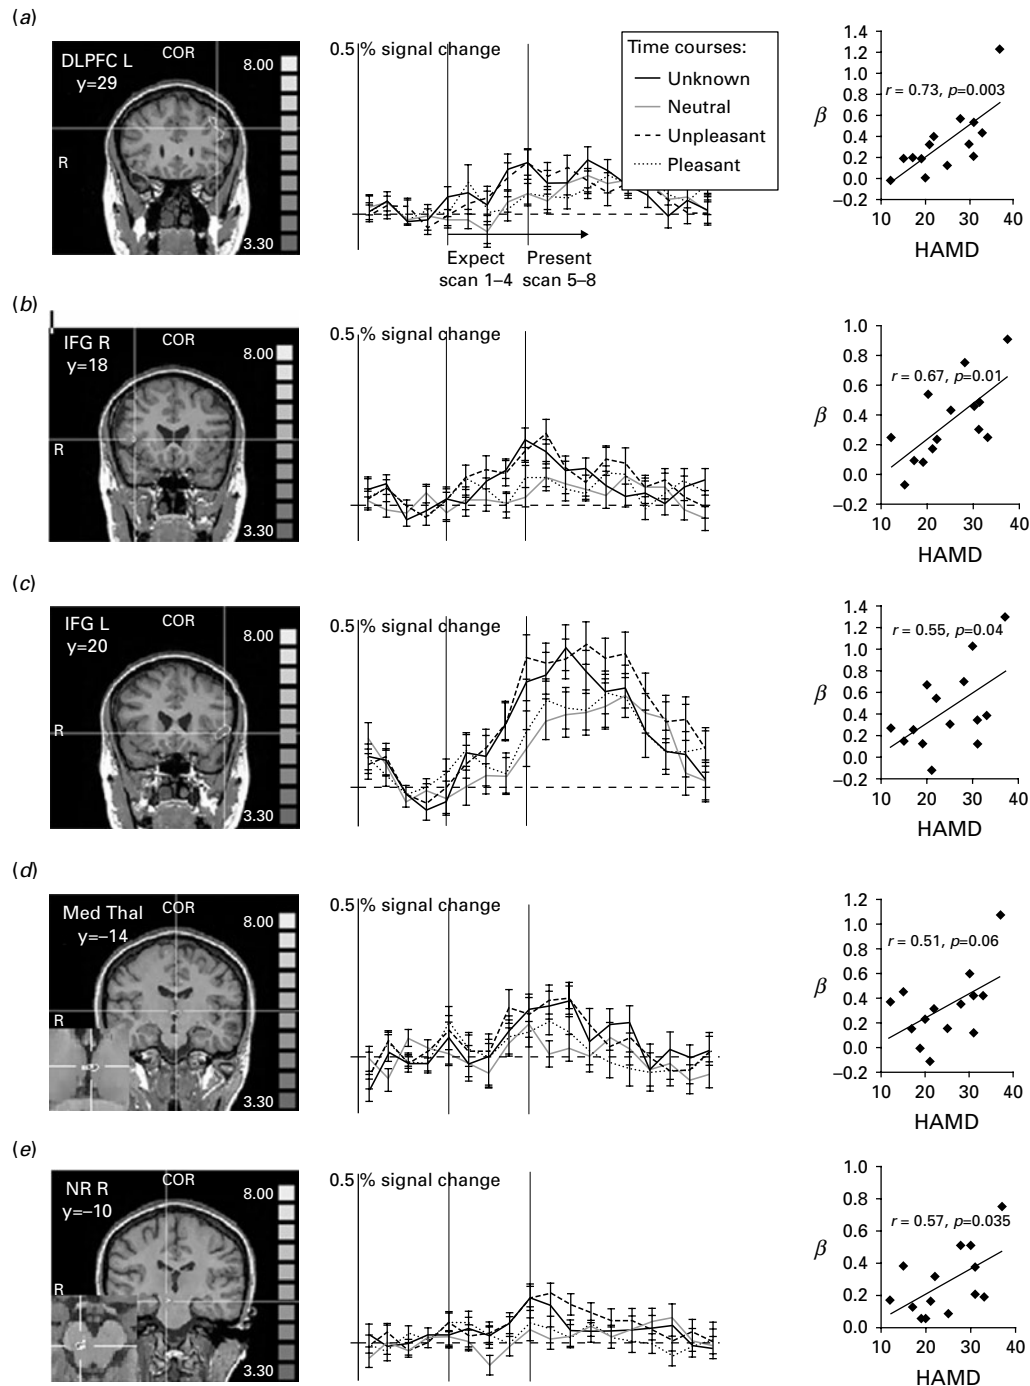 (a)
DLPFC L
y=29
COR
8.00
R
3.30
0.5 % signal change
Time courses:
Unknown
Neutral
Unpleasant
Pleasant
Expect
scan 1–4
Present
scan 5–8
1.4
1.2
1.0
0.8
0.6
0.4
0.2
0.0
−0.2
β
r = 0.73, p=0.003
10 20 30 40
HAMD
(b)
IFG R
y=18
COR
8.00
R
3.30
0.5 % signal change
1.0
0.8
0.6
0.4
0.2
0.0
−0.2
β
r = 0.67, p=0.01
10 20 30 40
HAMD
(c)
IFG L
y=20
COR
8.00
R
3.30
0.5 % signal change
1.4
1.2
1.0
0.8
0.6
0.4
0.2
0.0
−0.2
β
r = 0.55, p=0.04
10 20 30 40
HAMD
(d)
Med Thal
y=−14
COR
8.00
R
3.30
0.5 % signal change
1.2
1.0
0.8
0.6
0.4
0.2
0.0
−0.2
β
r = 0.51, p=0.06
10 20 30 40
HAMD
(e)
NR R
y=−10
COR
8.00
R
3.30
0.5 % signal change
1.0
0.8
0.6
0.4
0.2
0.0
β
r = 0.57, p=0.035
10 20 30 40
HAMD